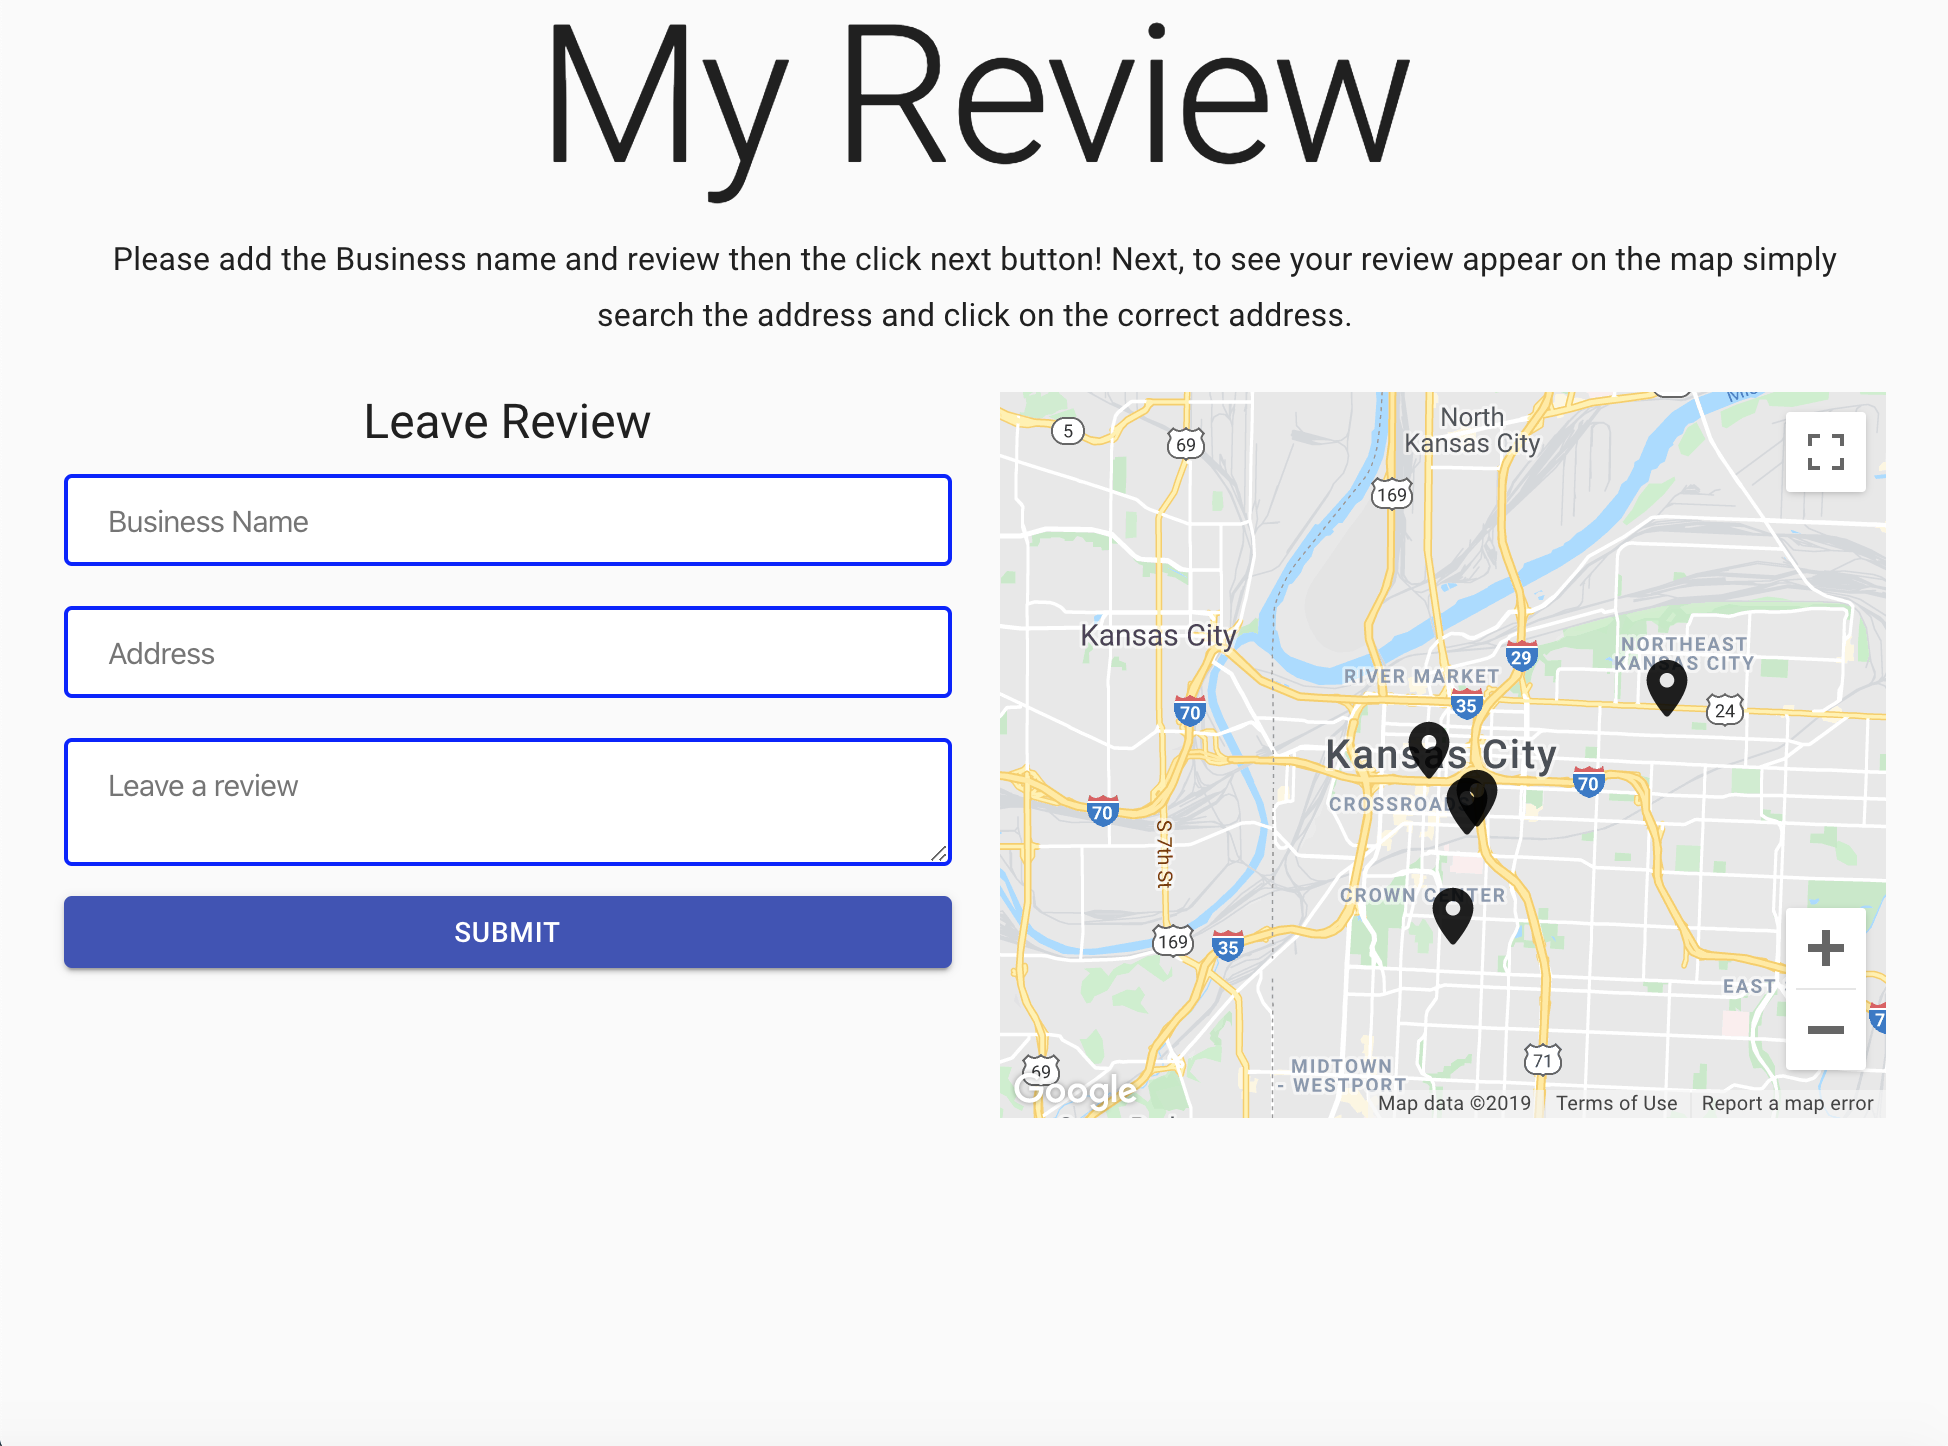 My Review
Please add the Business name and review then the click next button! Next, to see your review appear on the map simply
search the address and click on the correct address.
Leave Review
Business Name
Address
Leave a review
SUBMIT
North
Kansas City
5
69
169
Kansas City
29
NORTHEAST
KANSAS CITY
RIVER MARKET
35
70
24
Kansas City
70
CROSSROADS
70
S 7th St
CROWN CENTER
169
35
EAST
7
71
69
MIDTOWN
- WESTPORT
Google
Map data ©2019
Terms of Use
Report a map error